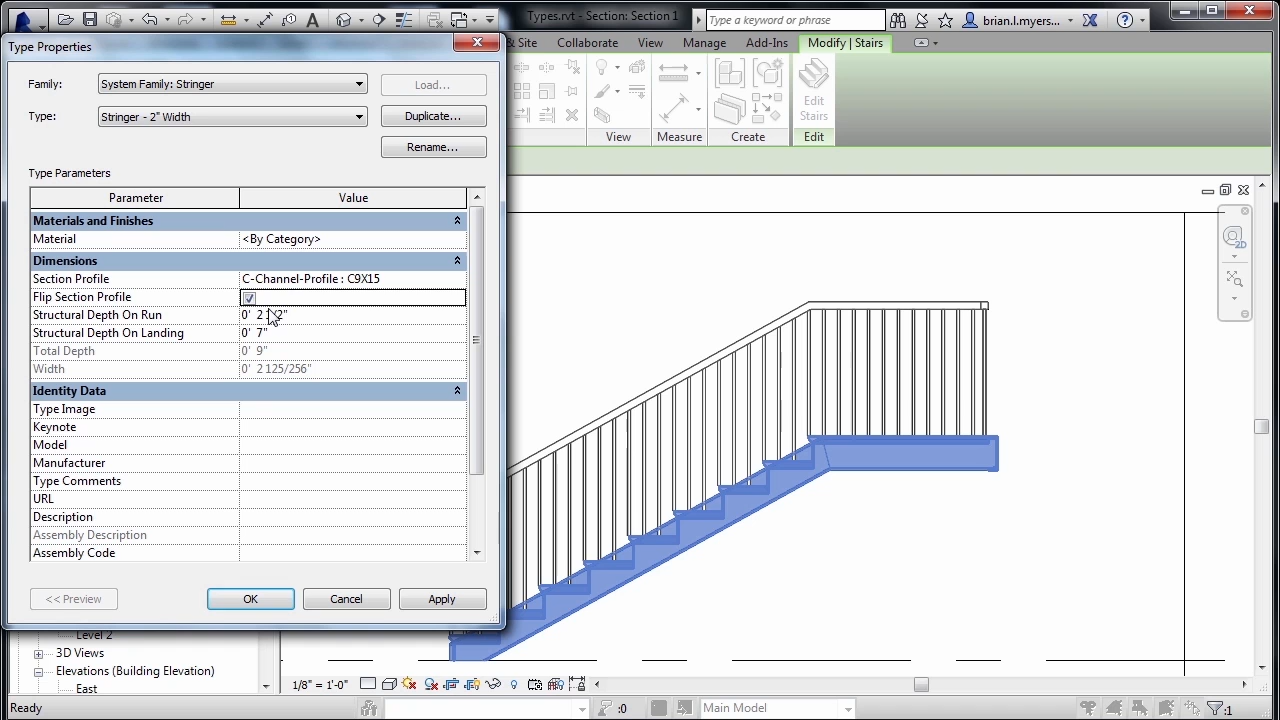 Types.rvt - Section: Section 1
Type a keyword or phrase
brian.l.myers...
Type Properties
& Site Collaborate View Manage Add-Ins Modify | Stairs
Family: System Family: Stringer Load...
Type: Stringer - 2" Width Duplicate...
Rename...
Edit Stairs
View Measure Create Edit
Type Parameters
Parameter Value
Materials and Finishes
Material <By Category>
Dimensions
Section Profile C-Channel-Profile : C9X15
Flip Section Profile
Structural Depth On Run 0' 2
Structural Depth On Landing 0' 7"
Total Depth 0' 9"
Width 0' 2 125/256"
Identity Data
Type Image
Keynote
Model
Manufacturer
Type Comments
URL
Description
Assembly Description
Assembly Code
<< Preview OK Cancel Apply
2D
Level 2
3D Views
Elevations (Building Elevation)
East
1/8" = 1'-0"
Ready :0 Main Model :1